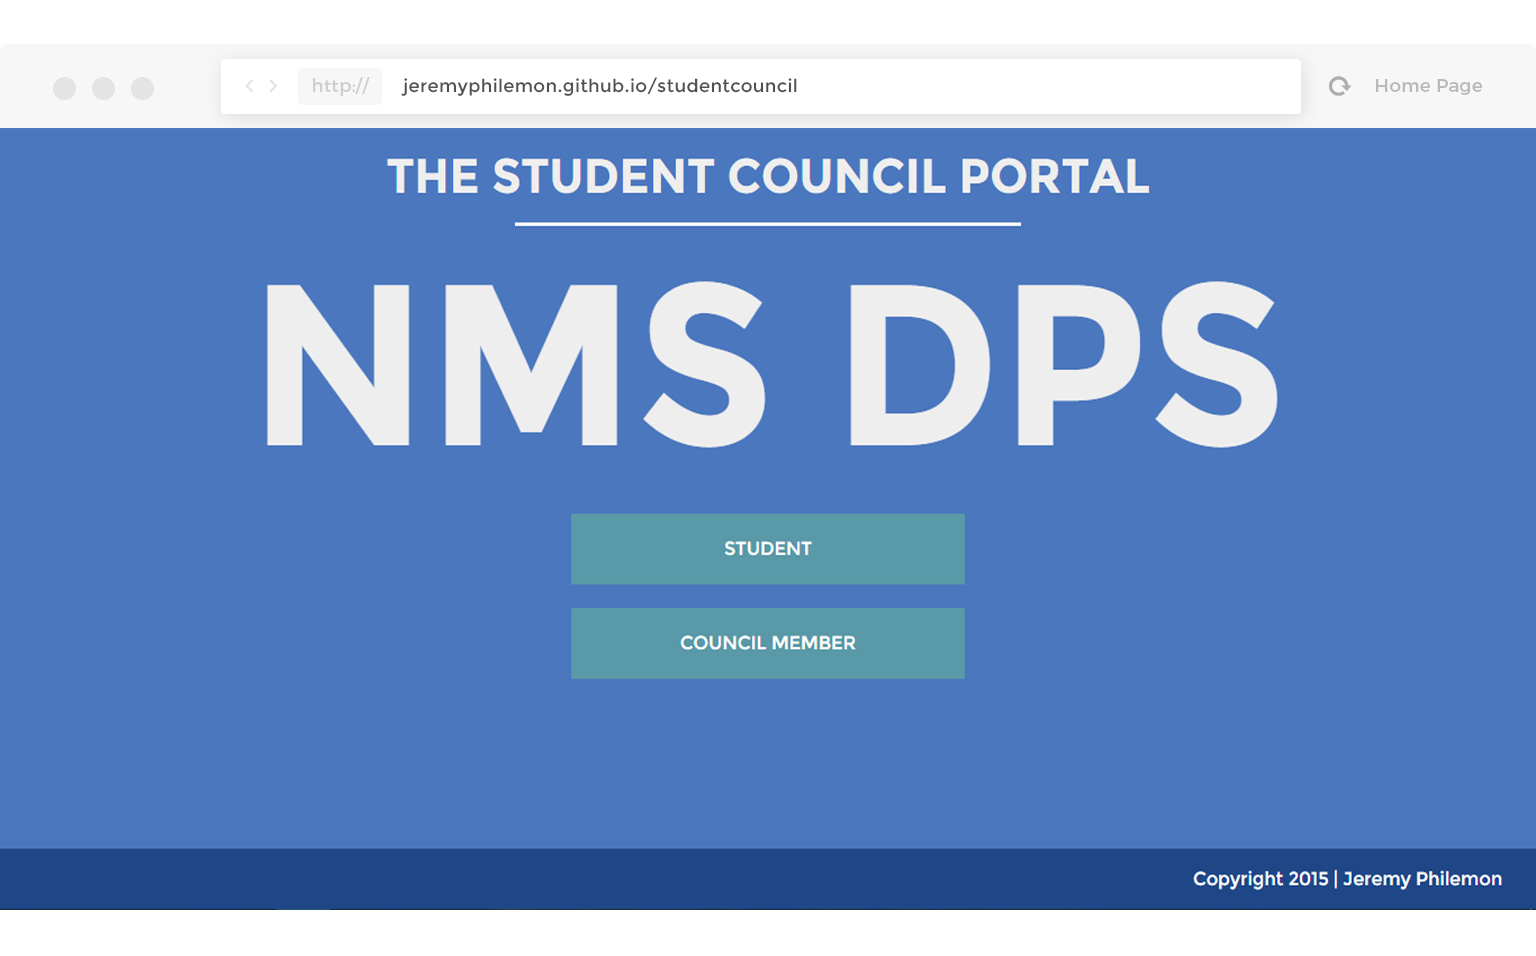 http:// jeremyphilemon.github.io/studentcouncil Home Page
THE STUDENT COUNCIL PORTAL
NMS DPS
STUDENT
COUNCIL MEMBER
Copyright 2015 | Jeremy Philemon